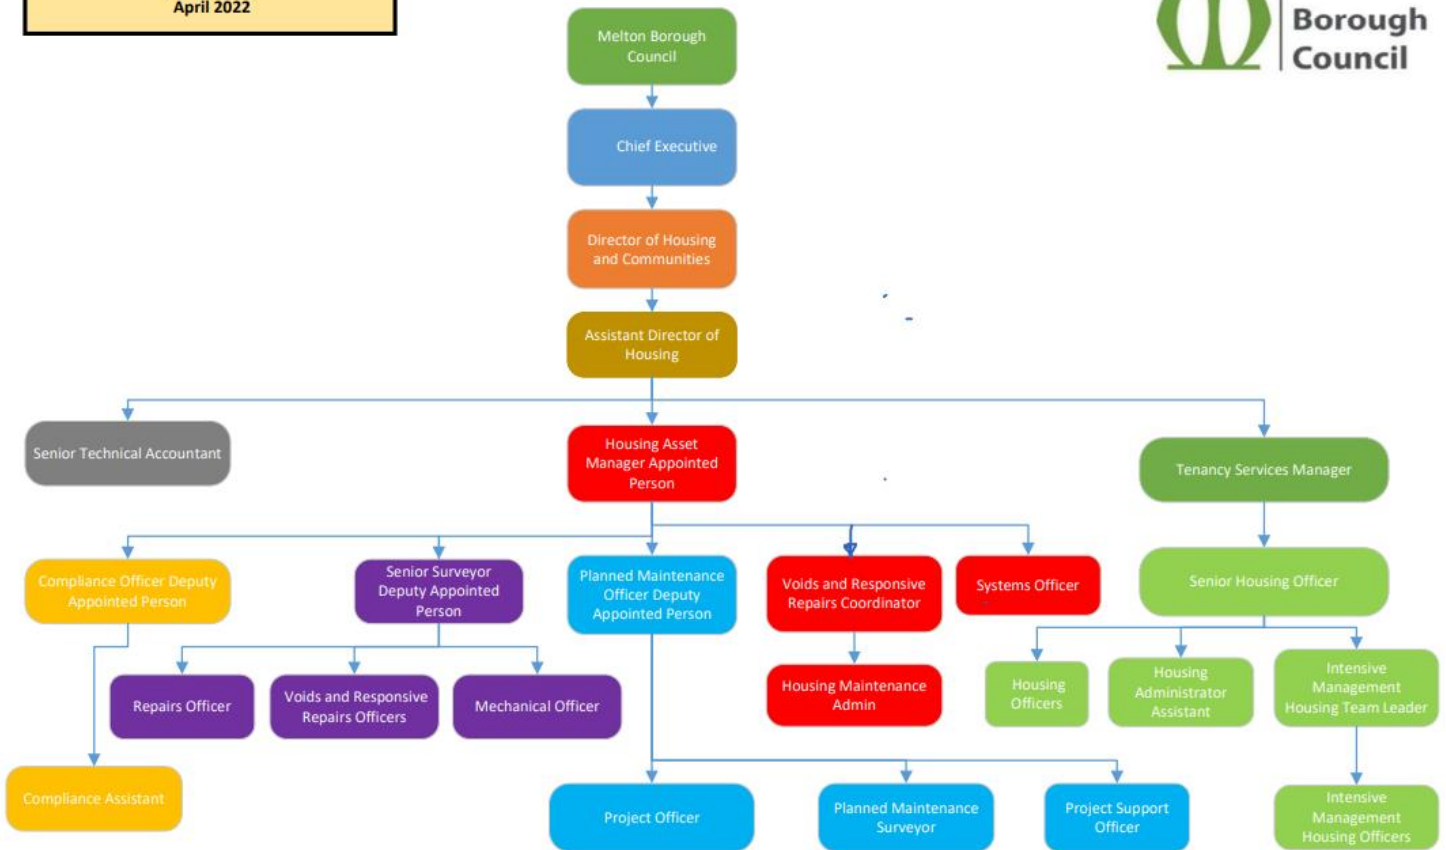 April 2022
Borough
Council
Melton Borough
Council
Chief Executive
Director of Housing
and Communities
Assistant Director of
Housing
Senior Technical Accountant
Housing Asset
Manager Appointed
Person
Tenancy Services Manager
Compliance Officer Deputy
Appointed Person
Senior Surveyor
Deputy Appointed
Person
Planned Maintenance
Officer Deputy
Appointed Person
Voids and Responsive
Repairs Coordinator
Systems Officer
Senior Housing Officer
Repairs Officer
Voids and Responsive
Repairs Officers
Mechanical Officer
Housing Maintenance
Admin
Housing
Officers
Housing
Administrator
Assistant
Intensive
Management
Housing Team Leader
Compliance Assistant
Project Officer
Planned Maintenance
Surveyor
Project Support
Officer
Intensive
Management
Housing Officers